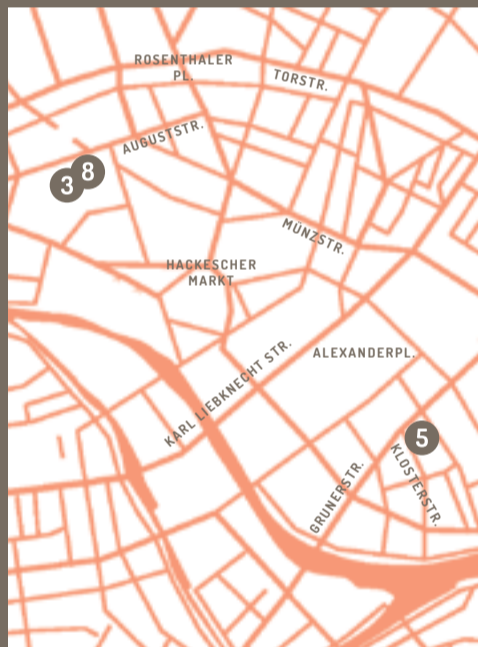 ROSENTHALER
PL.
TORSTR.
AUGUSTSTR.
8
3
MÜNZSTR.
HACKESCHER
MARKT
ALEXANDERPL.
KARL LIEBKNECHT STR.
5
KLOSTERSTR.
GRUNERSTR.